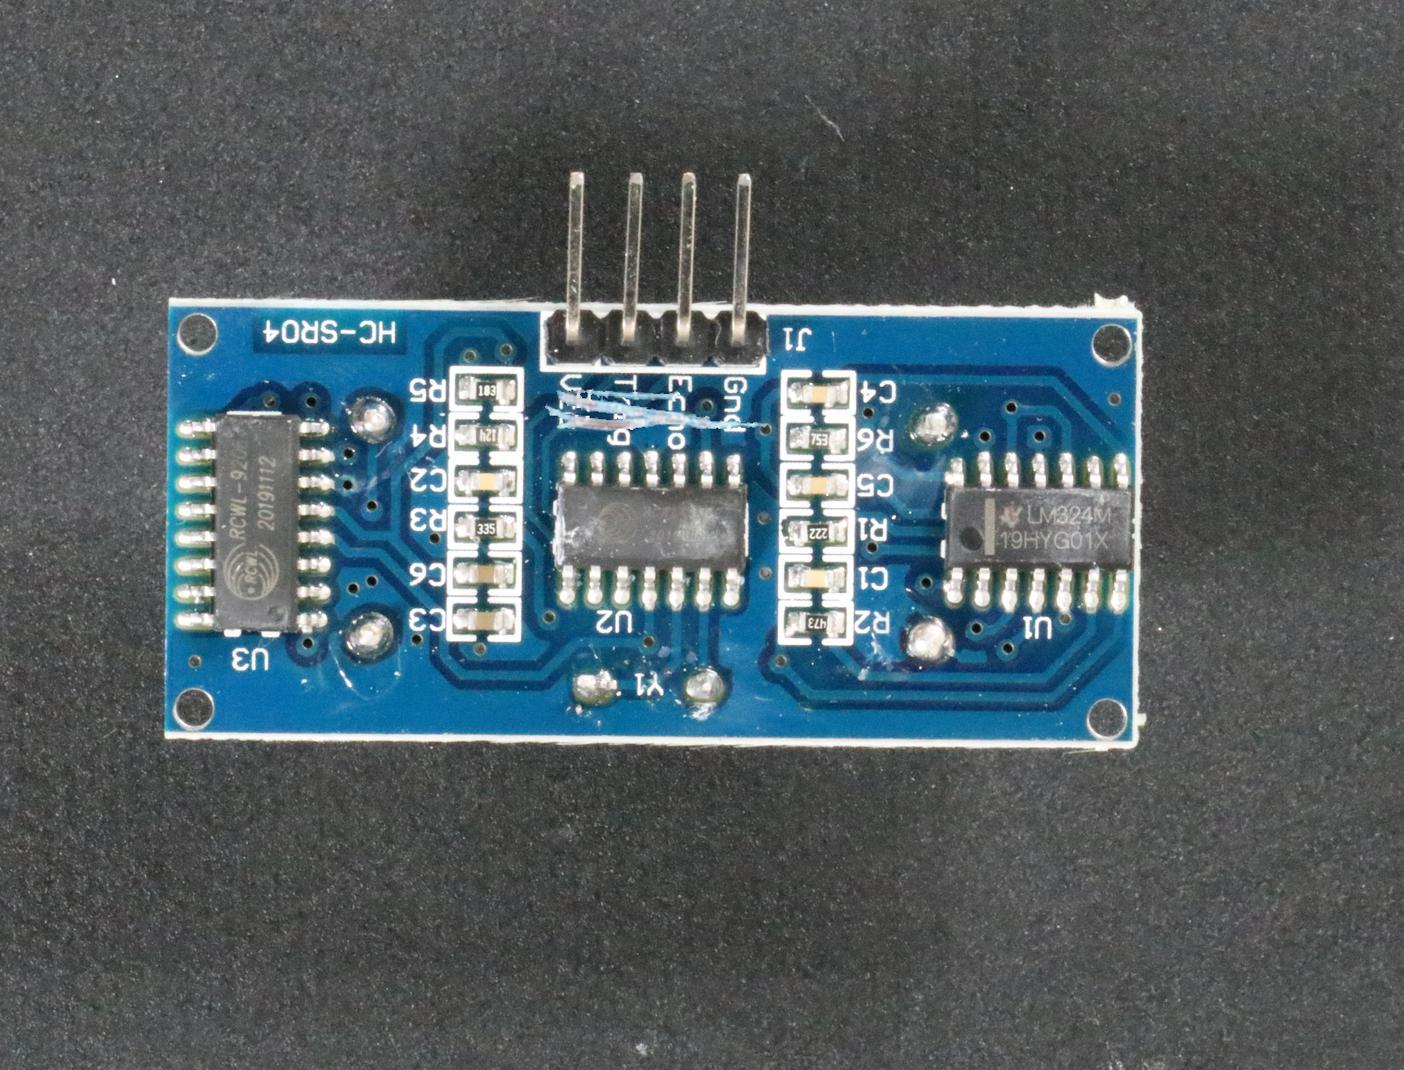 HC-SR04
J1
Trig
Echo
Gnd
R5
103
R4
124
C2
R3
335
C6
C3
C4
R6
753
C5
R1
222
C1
R2
473
20191112
RCWL
U3
U2
Y1
LM324M
19HYG01X
U1